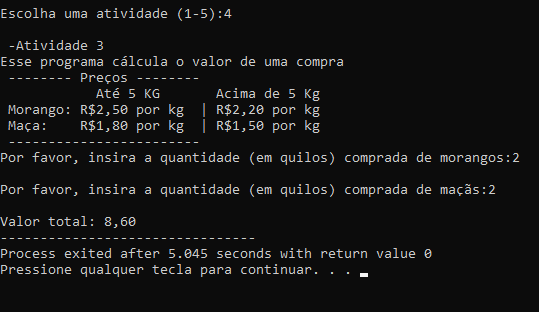 Escolha uma atividade (1-5):4
-Atividade 3
Esse programa cálcula o valor de uma compra
-------- Preços --------
Até 5 KG Acima de 5 Kg
Morango: R$2,50 por kg | R$2,20 por kg
Maça: R$1,80 por kg | R$1,50 por kg
------------------------
Por favor, insira a quantidade (em quilos) comprada de morangos:2
Por favor, insira a quantidade (em quilos) comprada de maçãs:2
Valor total: 8,60
--------------------------------
Process exited after 5.045 seconds with return value 0
Pressione qualquer tecla para continuar. . .